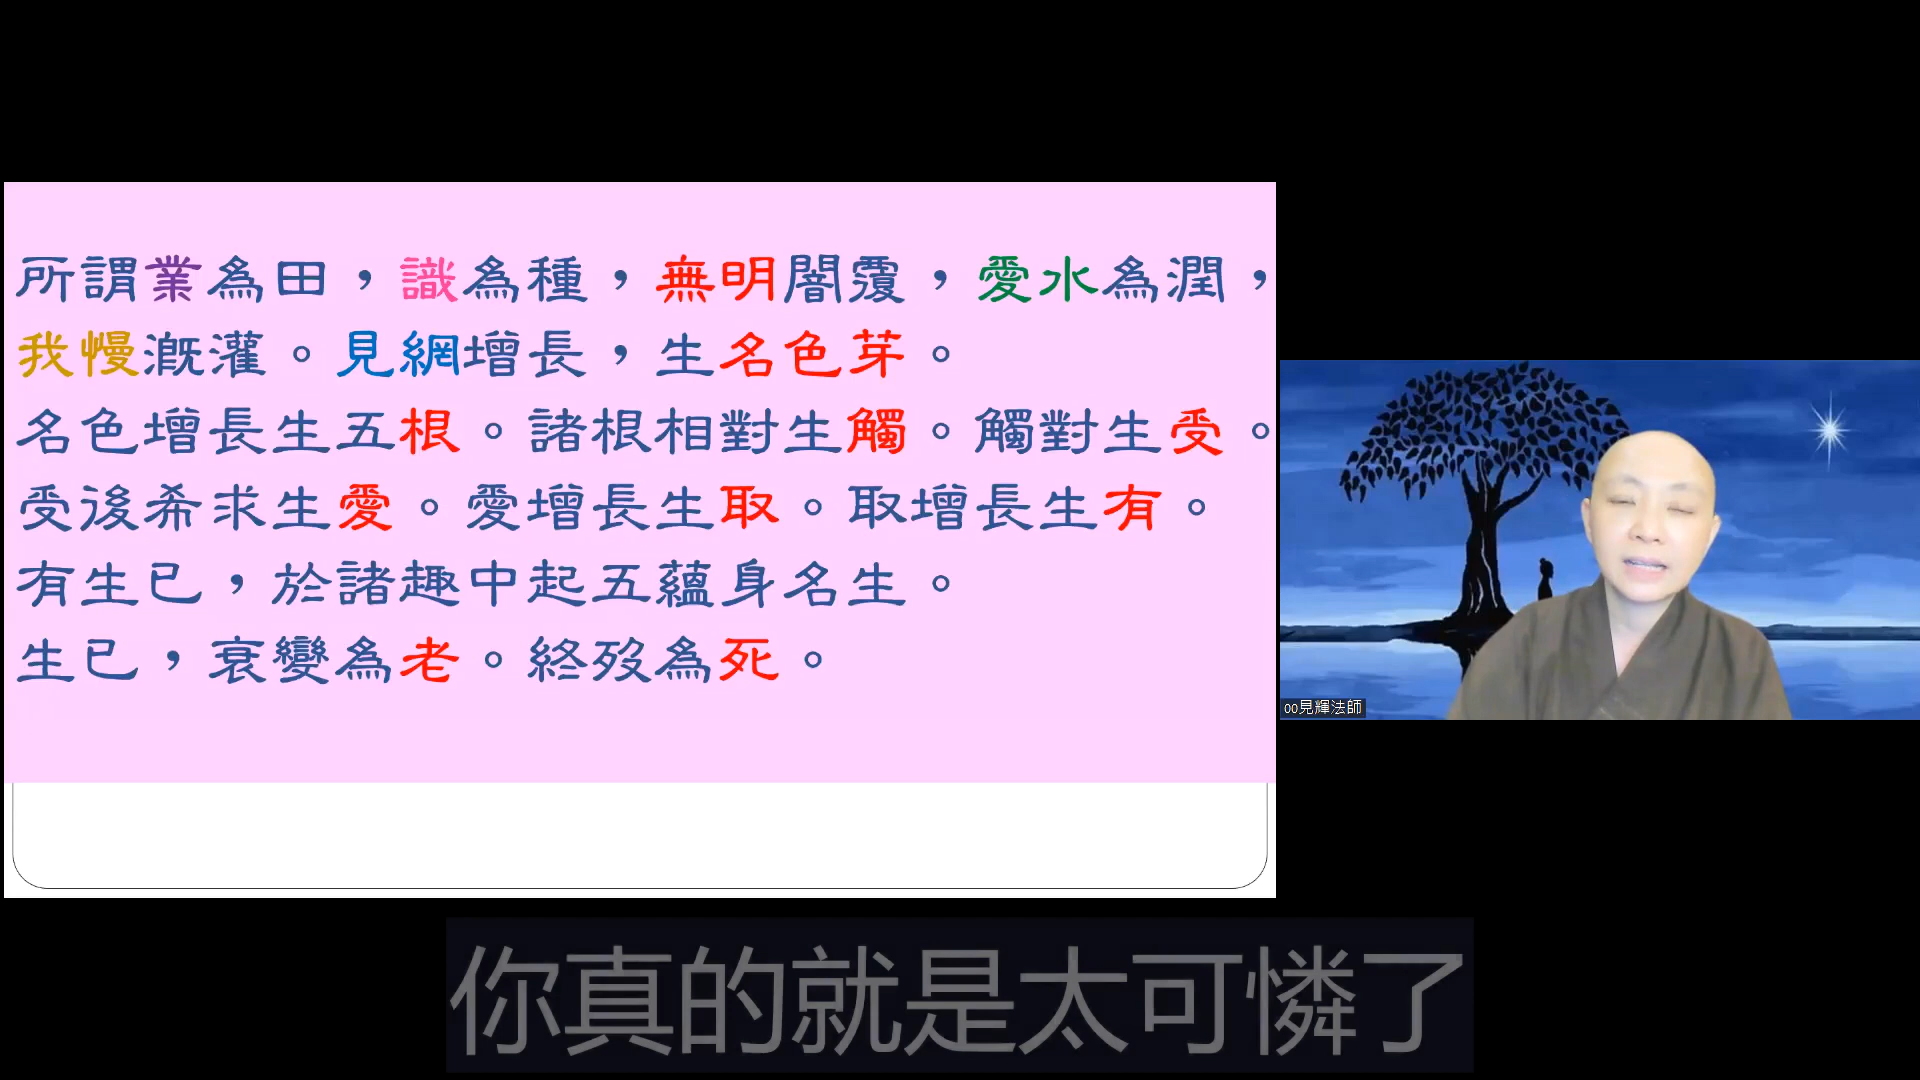 所謂業為田，識為種，無明闇覆，愛水為潤，
我慢溉灌。見網增長，生名色芽。
名色增長生五根。諸根相對生觸。觸對生受。
受後希求生愛。愛增長生取。取增長生有。
有生已，於諸趣中起五蘊身名生。
生已，衰變為老。終歿為死。
00見輝法師
你真的就是太可憐了